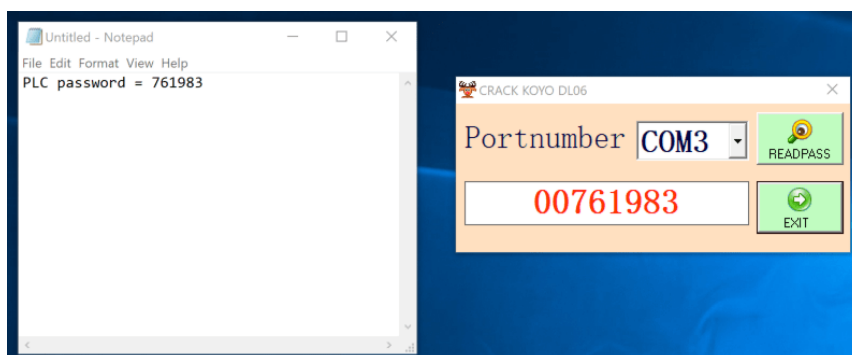 Untitled - Notepad
File Edit Format View Help
PLC password = 761983
CRACK KOYO DL06
Portnumber COM3
READPASS
00761983
EXIT